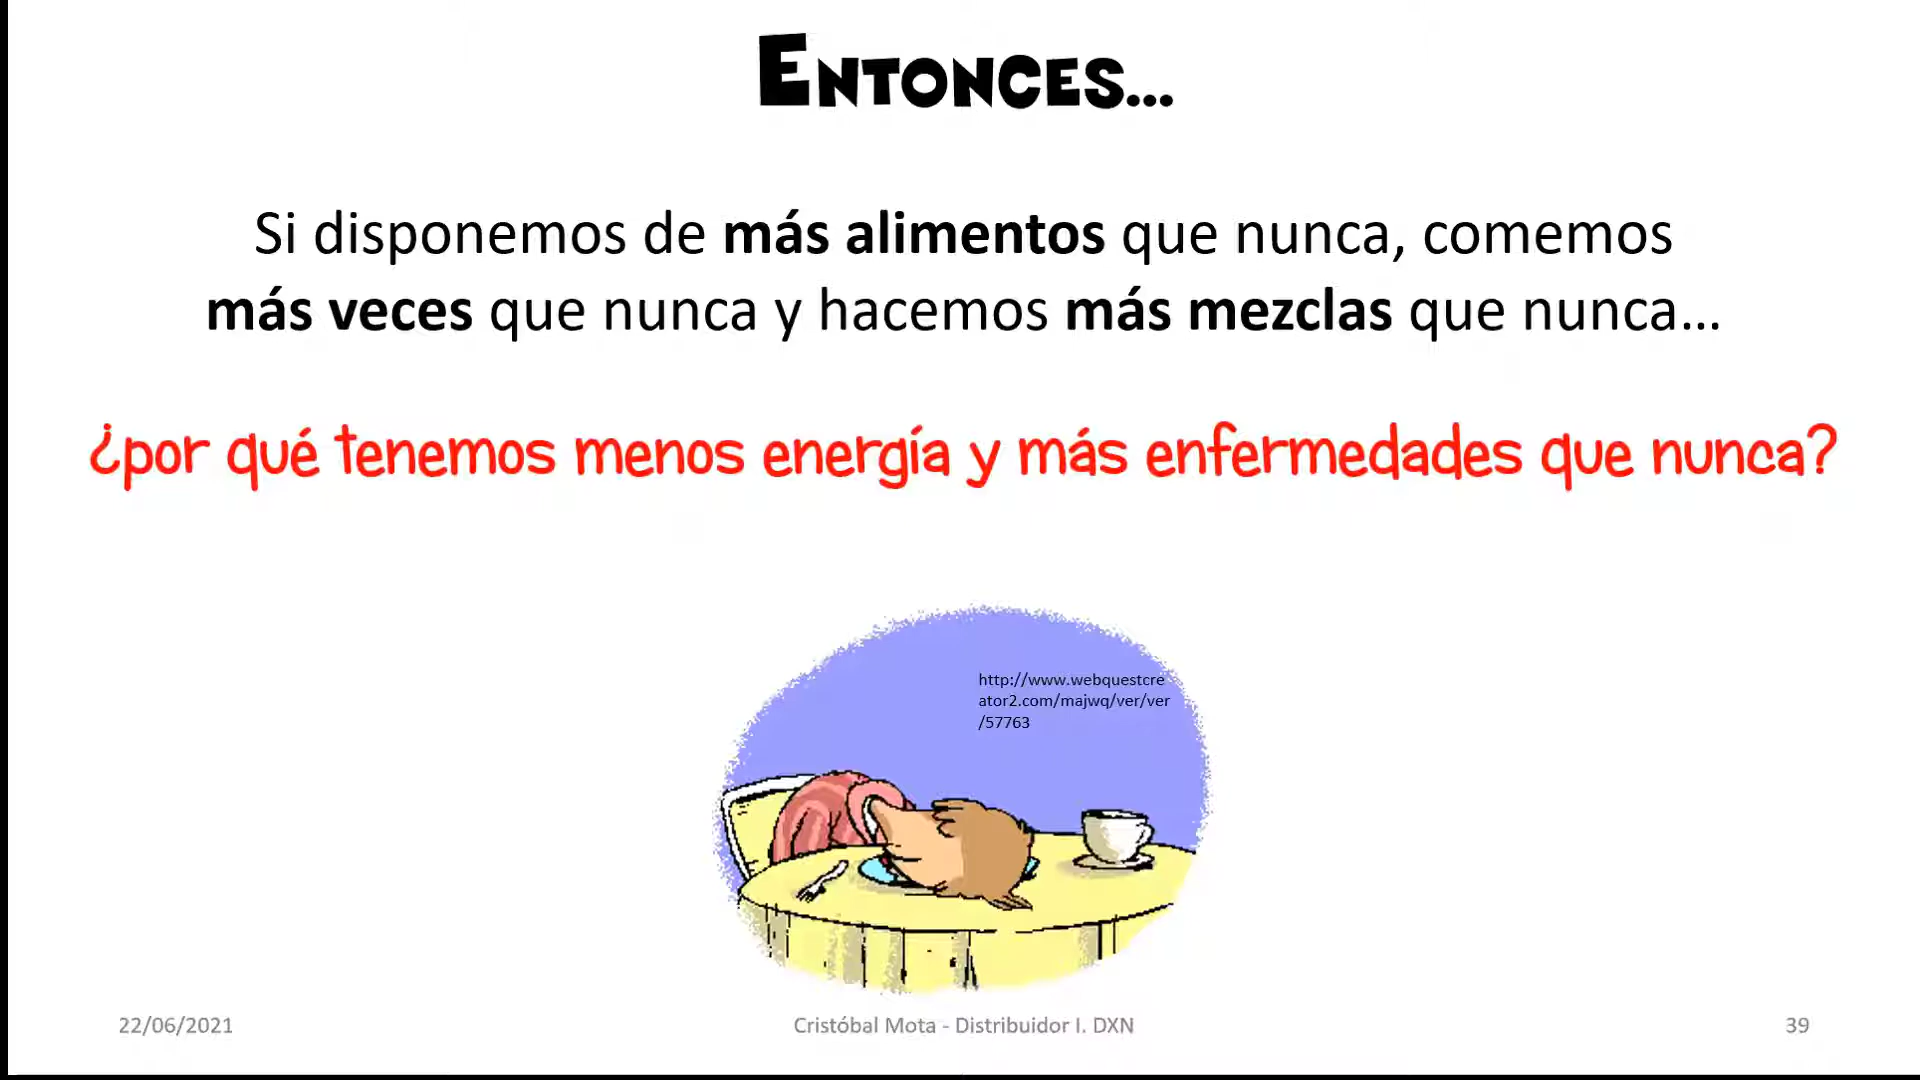 ENTONCES...
Si disponemos de más alimentos que nunca, comemos
más veces que nunca y hacemos más mezclas que nunca...
¿por qué tenemos menos energía y más enfermedades que nunca?
http://www.webquestcre
ator2.com/majwq/ver/ver
/57763
22/06/2021
Cristóbal Mota - Distribuidor I. DXN
39